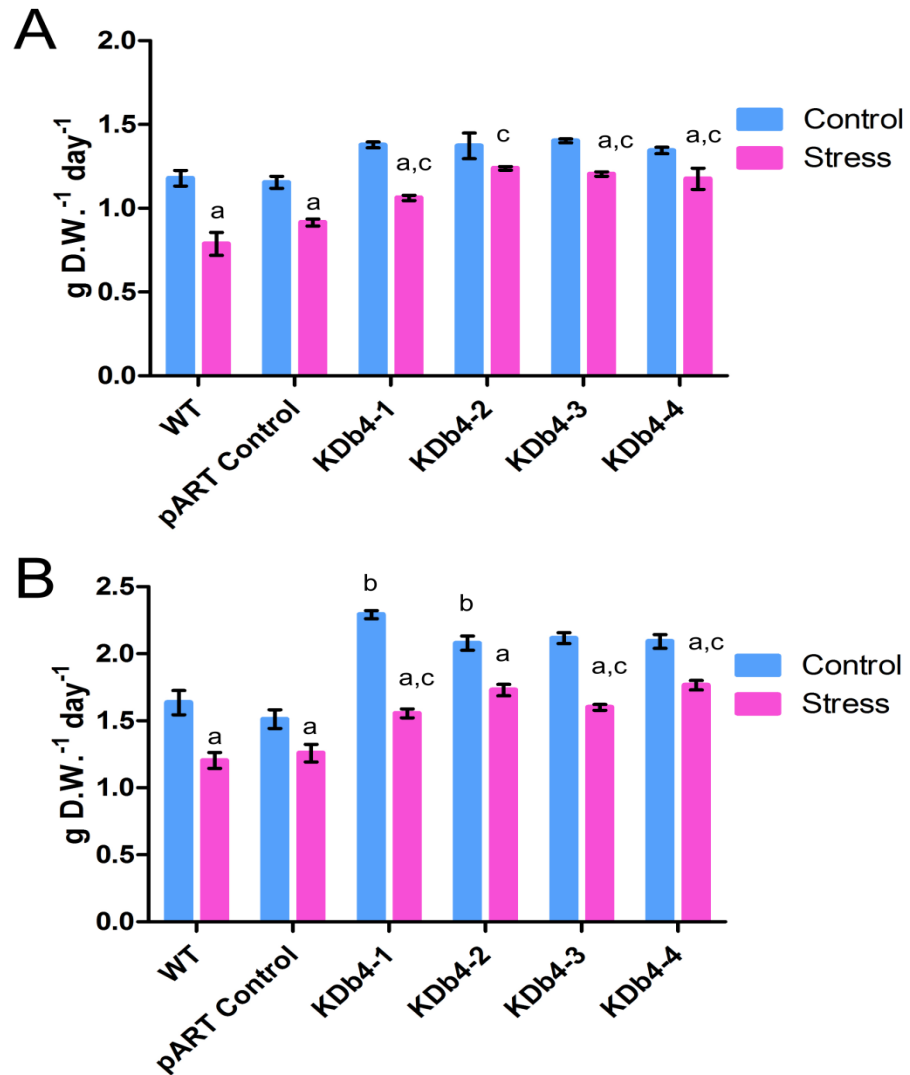 A
2.0
1.5
1.0
0.5
0.0
g D.W.⁻¹ day⁻¹
a
a
a,c
c
a,c
a,c
Control
Stress
WT
pART Control
KDb4-1
KDb4-2
KDb4-3
KDb4-4
B
2.5
2.0
1.5
1.0
0.5
0.0
g D.W.⁻¹ day⁻¹
b
b
a
a
a,c
a
a,c
a,c
Control
Stress
WT
pART Control
KDb4-1
KDb4-2
KDb4-3
KDb4-4